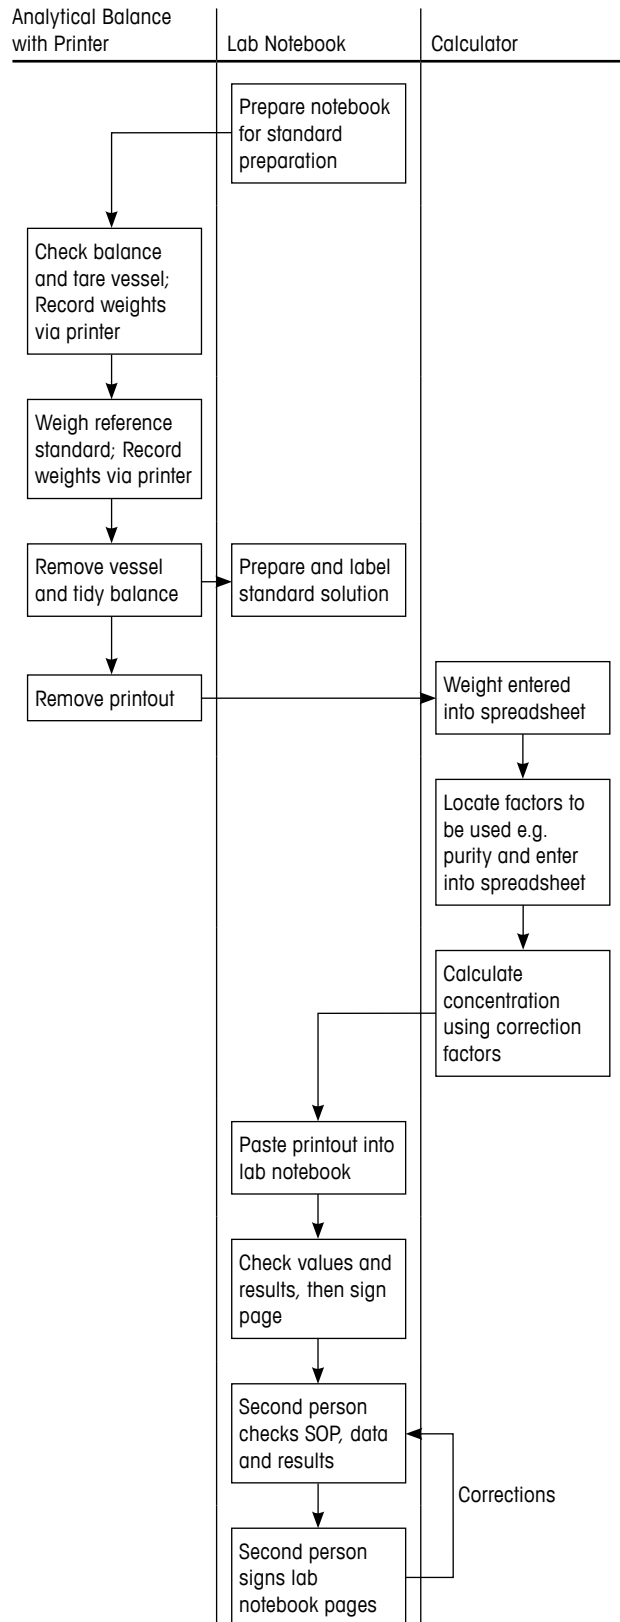 Analytical Balance
with Printer
Lab Notebook
Calculator
Prepare notebook
for standard
preparation
Check balance
and tare vessel;
Record weights
via printer
Weigh reference
standard; Record
weights via printer
Remove vessel
and tidy balance
Prepare and label
standard solution
Remove printout
Weight entered
into spreadsheet
Locate factors to
be used e.g.
purity and enter
into spreadsheet
Calculate
concentration
using correction
factors
Paste printout into
lab notebook
Check values and
results, then sign
page
Second person
checks SOP, data
and results
Corrections
Second person
signs lab
notebook pages